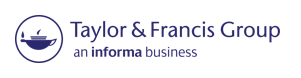 Taylor & Francis Group
an informa business